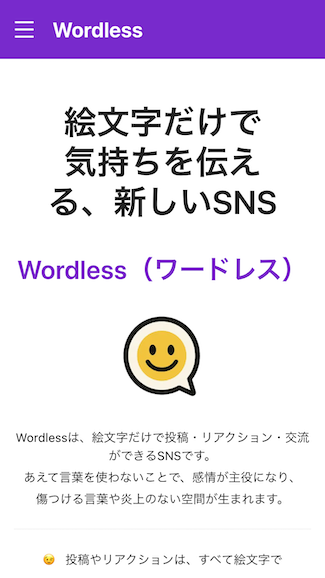 Wordless
絵文字だけで
気持ちを伝え
る、新しいSNS
Wordless（ワードレス）
Wordlessは、絵文字だけで投稿・リアクション・交流
ができるSNSです。
あえて言葉を使わないことで、感情が主役になり、
傷つける言葉や炎上のない空間が生まれます。
😉 投稿やリアクションは、すべて絵文字で